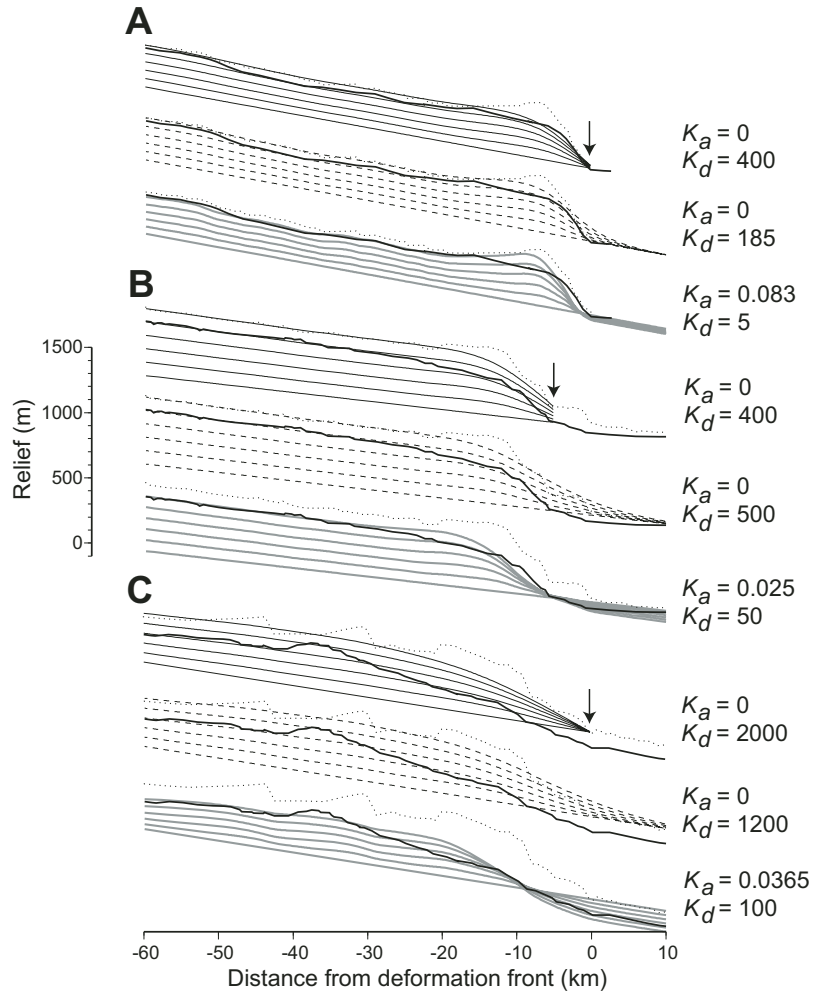 A
Ka = 0
Kd = 400
Ka = 0
Kd = 185
Ka = 0.083
Kd = 5
B
1500
1000
500
0
Relief (m)
Ka = 0
Kd = 400
Ka = 0
Kd = 500
Ka = 0.025
Kd = 50
C
Ka = 0
Kd = 2000
Ka = 0
Kd = 1200
Ka = 0.0365
Kd = 100
-60 -50 -40 -30 -20 -10 0 10
Distance from deformation front (km)